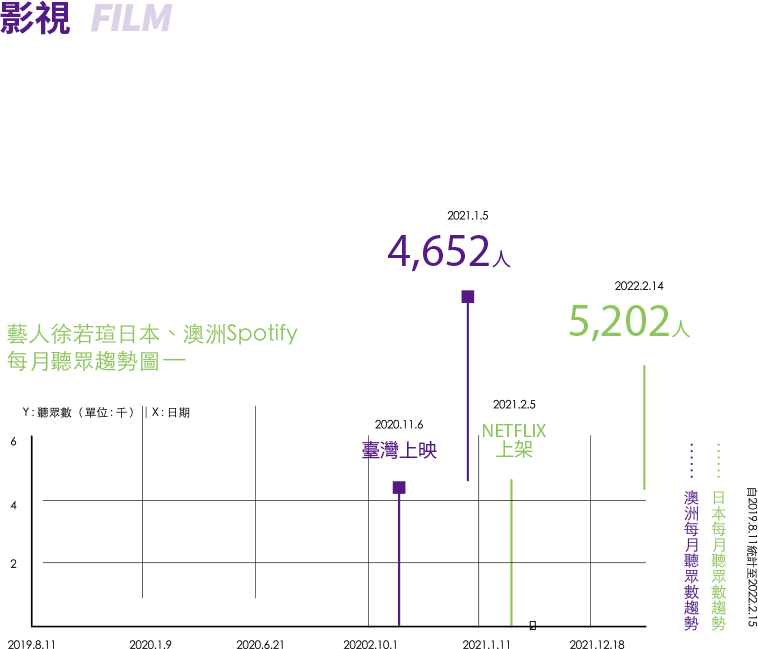 影視 FILM
2021.1.5
4,652人
2022.2.14
5,202人
藝人徐若瑄日本、澳洲Spotify
每月聽眾趨勢圖一
Y:聽眾數(單位:千)||X:日期
2021.2.5
NETFLIX
上架
2020.11.6
臺灣上映
6
4
2
2019.8.11
2020.1.9
2020.6.21
20202.10.1
2021.1.11
2021.12.18
澳洲每月聽眾數趨勢
日本每月聽眾數趨勢
自2019.8.11統計至2022.2.15